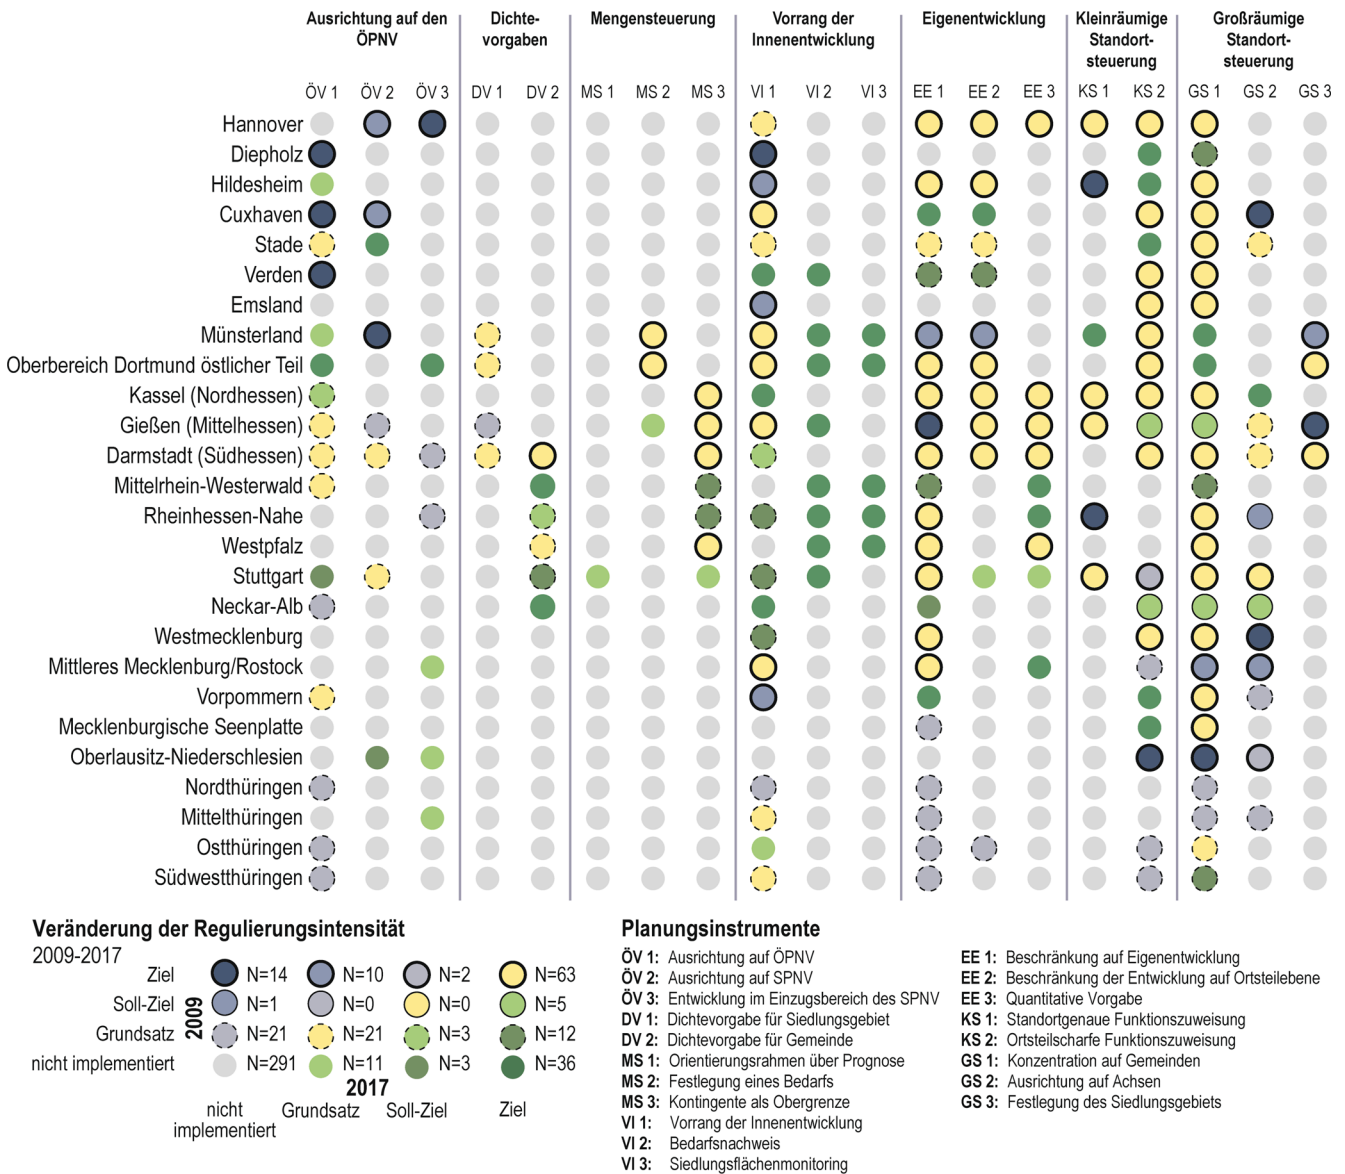 Ausrichtung auf den
ÖPNV
Dichte-
vorgaben
Mengensteuerung
Vorrang der
Innenentwicklung
Eigenentwicklung
Kleinräumige
Standort-
steuerung
Großräumige
Standort-
steuerung
ÖV 1 ÖV 2 ÖV 3 DV 1 DV 2 MS 1 MS 2 MS 3 VI 1 VI 2 VI 3 EE 1 EE 2 EE 3 KS 1 KS 2 GS 1 GS 2 GS 3
Hannover
Diepholz
Hildesheim
Cuxhaven
Stade
Verden
Emsland
Münsterland
Oberbereich Dortmund östlicher Teil
Kassel (Nordhessen)
Gießen (Mittelhessen)
Darmstadt (Südhessen)
Mittelrhein-Westerwald
Rheinhessen-Nahe
Westpfalz
Stuttgart
Neckar-Alb
Westmecklenburg
Mittleres Mecklenburg/Rostock
Vorpommern
Mecklenburgische Seenplatte
Oberlausitz-Niederschlesien
Nordthüringen
Mittelthüringen
Ostthüringen
Südwestthüringen
Veränderung der Regulierungsintensität
2009-2017
Ziel N=14 N=10 N=2 N=63
Soll-Ziel N=1 N=0 N=0 N=5
2009
Grundsatz N=21 N=21 N=3 N=12
nicht implementiert N=291 N=11 N=3 N=36
2017
nicht
implementiert
Grundsatz
Soll-Ziel
Ziel
Planungsinstrumente
ÖV 1: Ausrichtung auf ÖPNV
ÖV 2: Ausrichtung auf SPNV
ÖV 3: Entwicklung im Einzugsbereich des SPNV
DV 1: Dichtevorgabe für Siedlungsgebiet
DV 2: Dichtevorgabe für Gemeinde
MS 1: Orientierungsrahmen über Prognose
MS 2: Festlegung eines Bedarfs
MS 3: Kontingente als Obergrenze
VI 1: Vorrang der Innenentwicklung
VI 2: Bedarfsnachweis
VI 3: Siedlungsflächenmonitoring
EE 1: Beschränkung auf Eigenentwicklung
EE 2: Beschränkung der Entwicklung auf Ortsteilebene
EE 3: Quantitative Vorgabe
KS 1: Standortgenaue Funktionszuweisung
KS 2: Ortsteilscharfe Funktionszuweisung
GS 1: Konzentration auf Gemeinden
GS 2: Ausrichtung auf Achsen
GS 3: Festlegung des Siedlungsgebiets